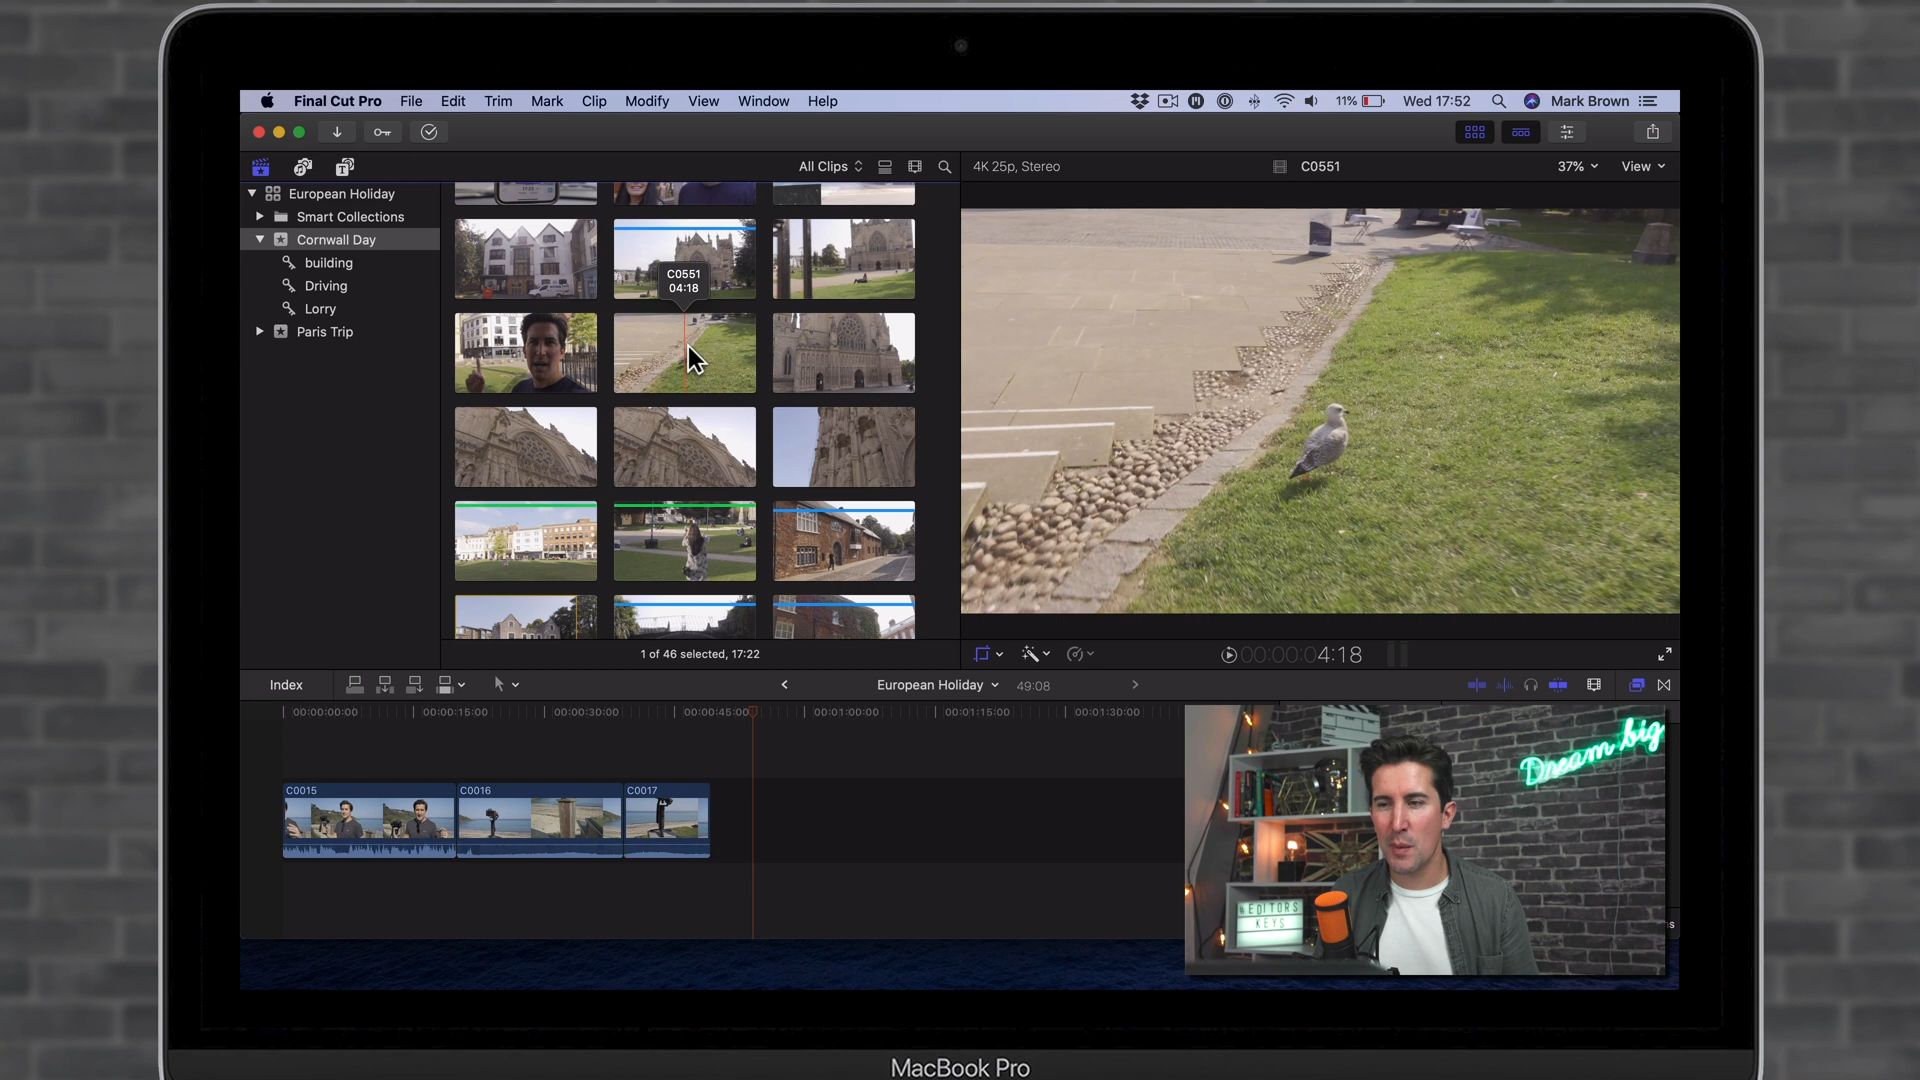 Final Cut Pro File Edit Trim Mark Clip Modify View Window Help
11% Wed 17:52 Mark Brown
All Clips
4K 25p, Stereo
C0551
37%
View
European Holiday
Smart Collections
Cornwall Day
building
Driving
Lorry
Paris Trip
C0551
04:18
1 of 46 selected, 17:22
00:00:04:18
Index
European Holiday
49:08
00:00:00:00
00:00:15:00
00:00:30:00
00:00:45:00
00:01:00:00
00:01:15:00
00:01:30:00
C0015
C0016
C0017
Dream big
#EDITORS
KEYS
MacBook Pro